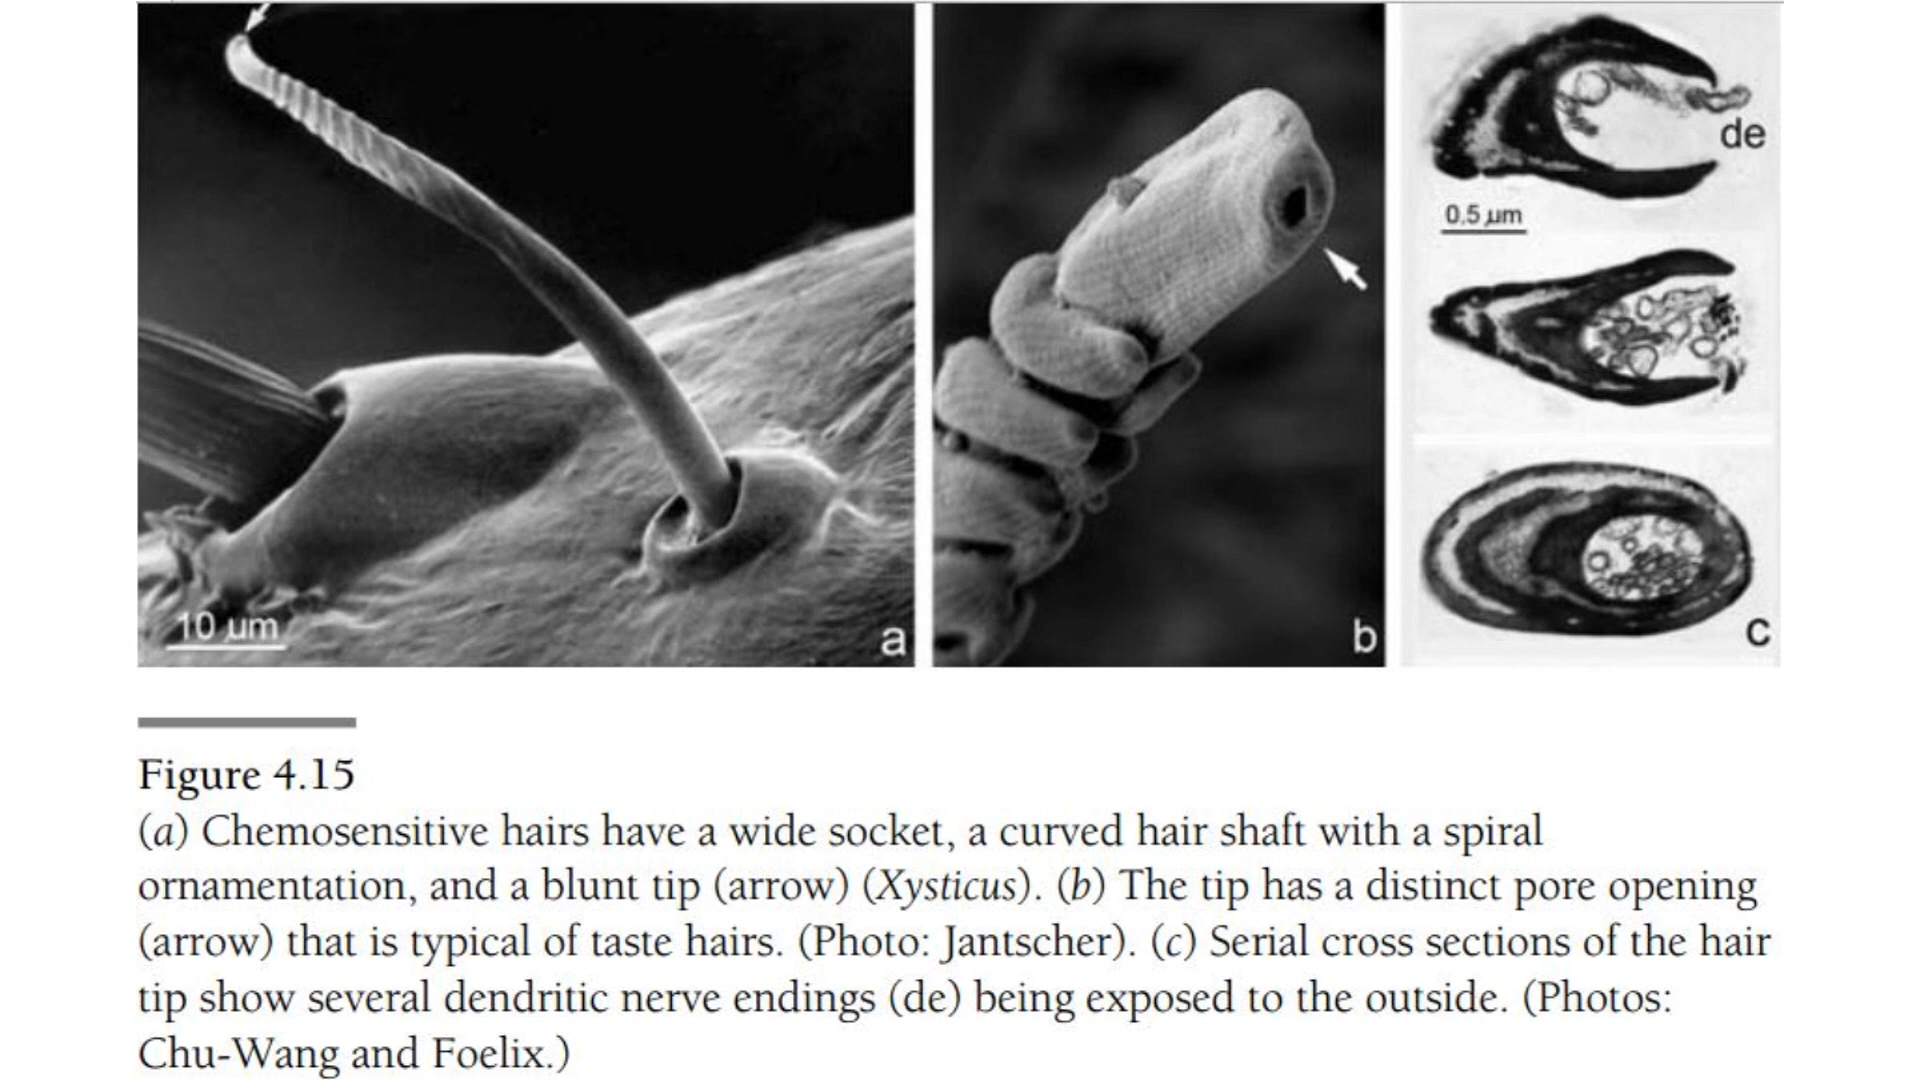 de
0.5 µm
10 um
a
b
c
Figure 4.15
(a) Chemosensitive hairs have a wide socket, a curved hair shaft with a spiral
ornamentation, and a blunt tip (arrow) (Xysticus). (b) The tip has a distinct pore opening
(arrow) that is typical of taste hairs. (Photo: Jantscher). (c) Serial cross sections of the hair
tip show several dendritic nerve endings (de) being exposed to the outside. (Photos:
Chu-Wang and Foelix.)